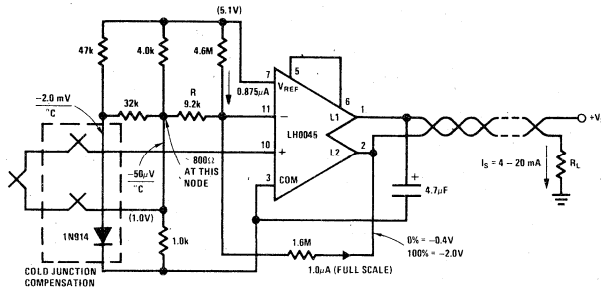 (5.1V)
47k
4.0k
4.6M
7
5
VREF
0.875µA
6
-2.0 mV
°C
R
32k
9.2k
11
−
L1
1
+V
LH0045
10
+
L2
2
800Ω
AT THIS
NODE
-50µV
°C
3
COM
+
4.7µF
IS = 4 – 20 mA
RL
(1.0V)
1N914
1.0k
1.6M
0% = -0.4V
100% = -2.0V
1.0µA (FULL SCALE)
COLD JUNCTION
COMPENSATION